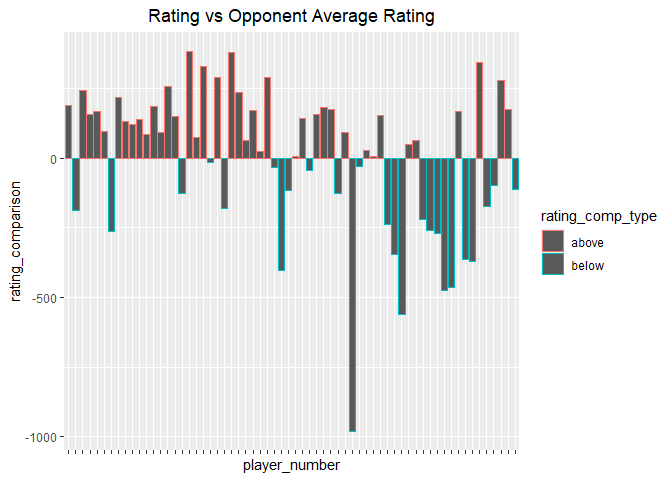 Rating vs Opponent Average Rating
rating_comparison
0
-500
-1000
player_number
rating_comp_type
above
below